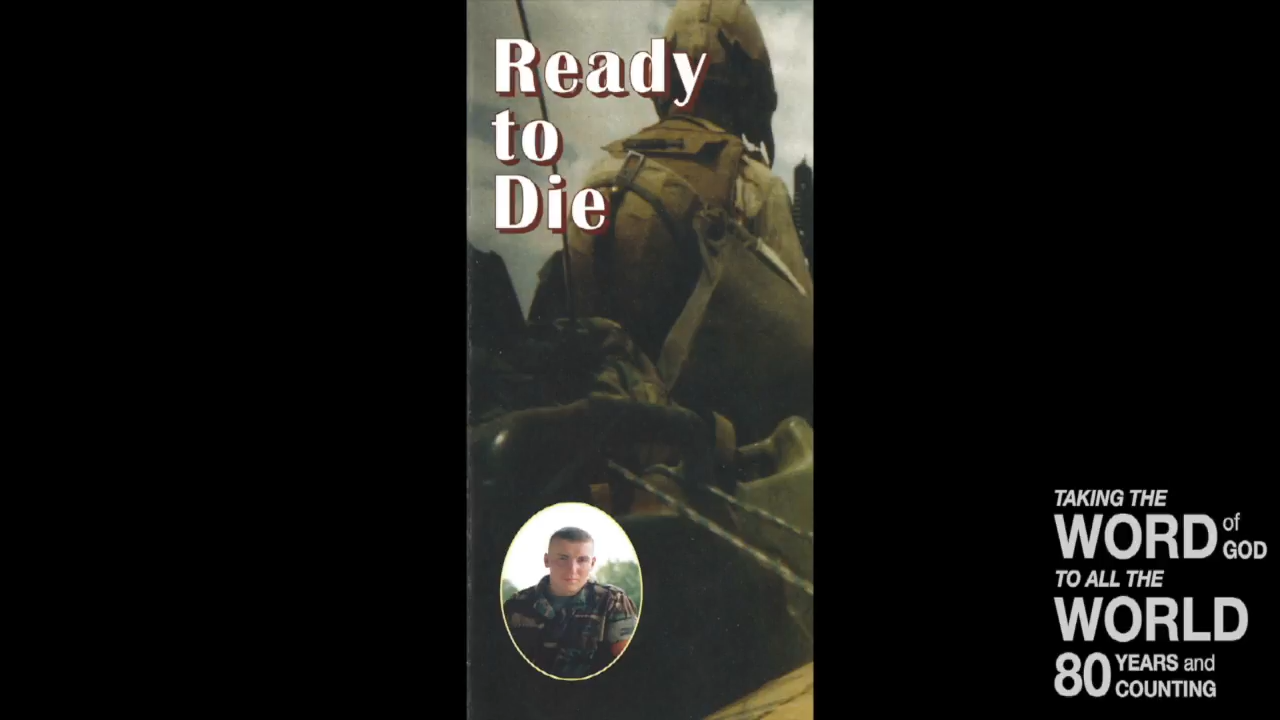 Ready
to
Die
TAKING THE
WORD of GOD
TO ALL THE
WORLD
80 YEARS and
COUNTING